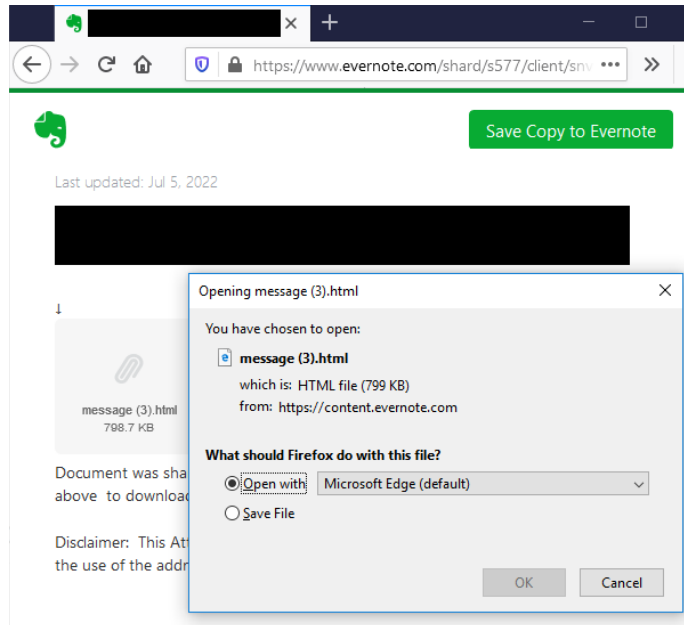 https://www.evernote.com/shard/s577/client/snv
Save Copy to Evernote
Last updated: Jul 5, 2022
Opening message (3).html
You have chosen to open:
message (3).html
which is: HTML file (799 KB)
from: https://content.evernote.com
What should Firefox do with this file?
Open with
Microsoft Edge (default)
Save File
OK
Cancel
↓
message (3).html
798.7 KB
Document was sha
above to downloa
Disclaimer: This Att
the use of the addr